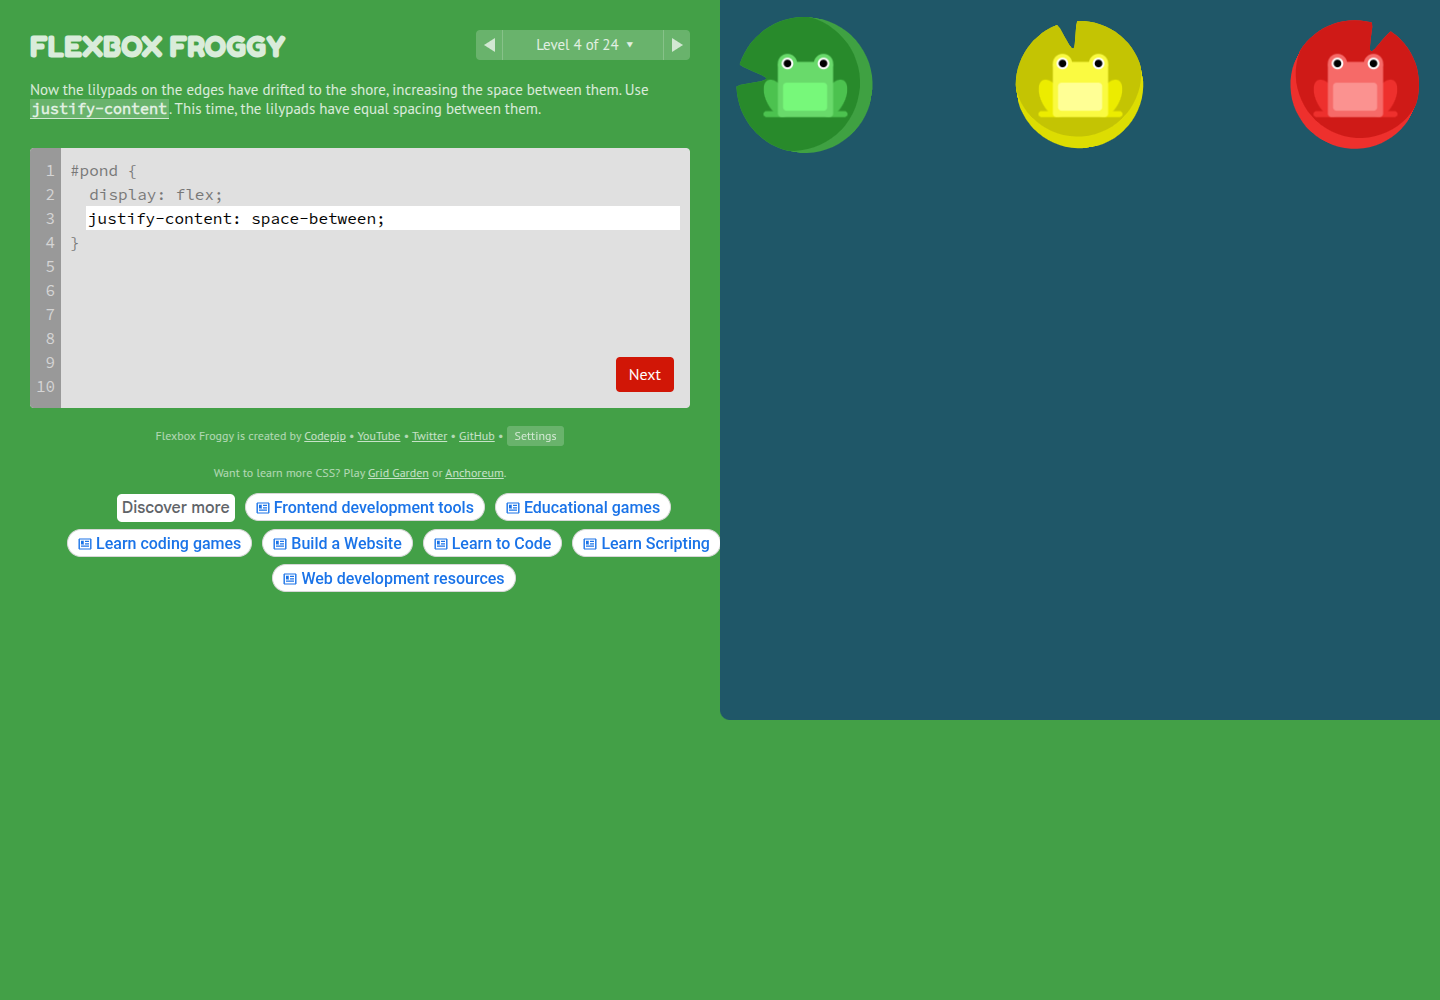 FLEXBOX FROGGY
Level 4 of 24 ▼
Now the lilypads on the edges have drifted to the shore, increasing the space between them. Use
justify-content. This time, the lilypads have equal spacing between them.
1 #pond {
2 display: flex;
3 justify-content: space-between;
4 }
5
6
7
8
9
10
Next
Flexbox Froggy is created by Codepip • YouTube • Twitter • GitHub • Settings
Want to learn more CSS? Play Grid Garden or Anchoreum.
Discover more Frontend development tools Educational games
Learn coding games Build a Website Learn to Code Learn Scripting
Web development resources